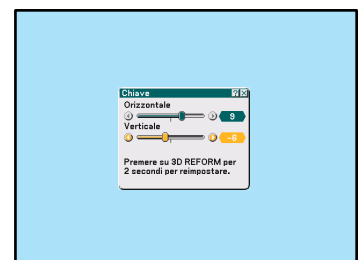 Chiave
Orizzontale
9
Verticale
-6
Premere su 3D REFORM per
2 secondi per reimpostare.